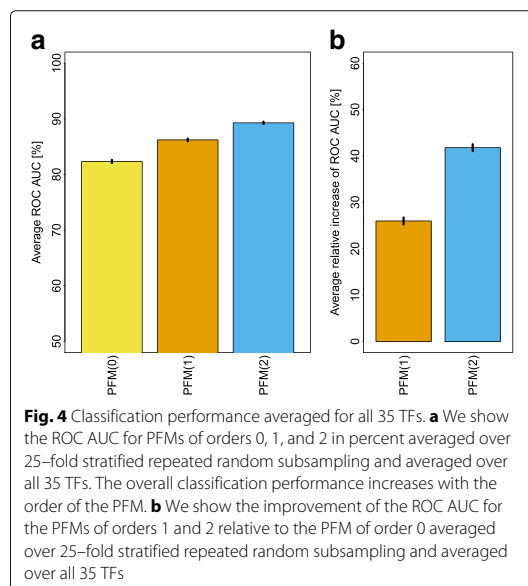 a
b
Average ROC AUC [%]
100
90
80
70
60
50
PFM(0)
PFM(1)
PFM(2)
Average relative increase of ROC AUC [%]
60
50
40
30
20
10
0
PFM(1)
PFM(2)
Fig. 4 Classification performance averaged for all 35 TFs. a We show
the ROC AUC for PFMs of orders 0, 1, and 2 in percent averaged over
25–fold stratified repeated random subsampling and averaged over
all 35 TFs. The overall classification performance increases with the
order of the PFM. b We show the improvement of the ROC AUC for
the PFMs of orders 1 and 2 relative to the PFM of order 0 averaged
over 25–fold stratified repeated random subsampling and averaged
over all 35 TFs